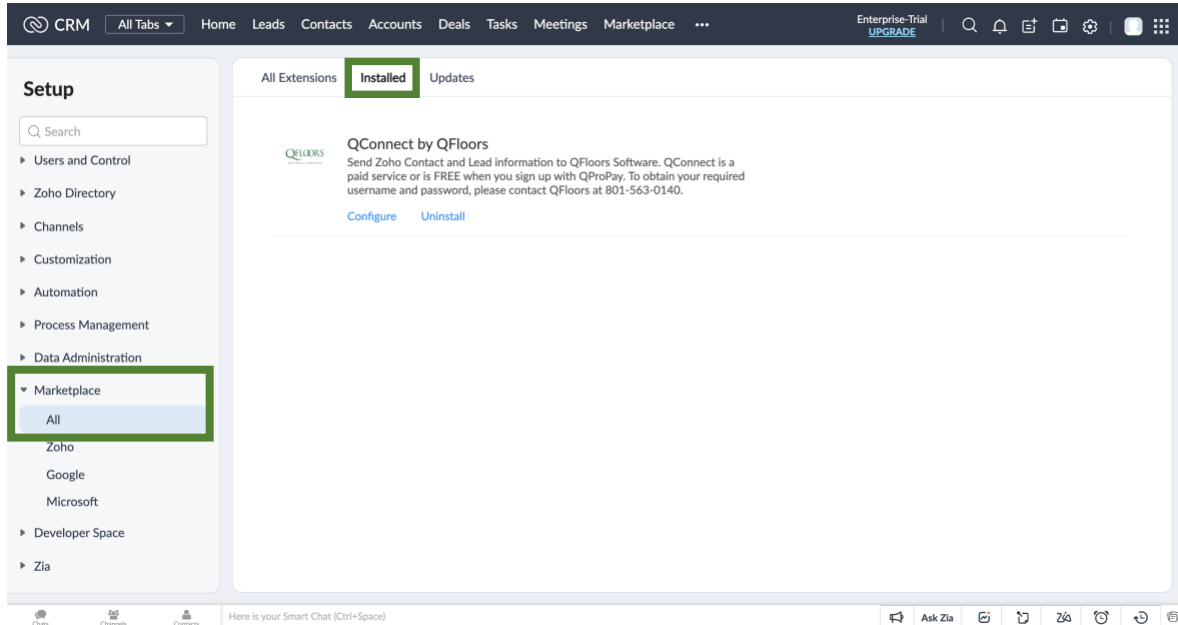 CRM
All Tabs
Home
Leads
Contacts
Accounts
Deals
Tasks
Meetings
Marketplace
•••
Enterprise-Trial
UPGRADE
Setup
Search
Users and Control
Zoho Directory
Channels
Customization
Automation
Process Management
Data Administration
Marketplace
All
Zoho
Google
Microsoft
Developer Space
Zia
All Extensions
Installed
Updates
QFLOORS
QConnect by QFloors
Send Zoho Contact and Lead information to QFloors Software. QConnect is a
paid service or is FREE when you sign up with QProPay. To obtain your required
username and password, please contact QFloors at 801-563-0140.
Configure
Uninstall
Chats
Channels
Contacts
Here is your Smart Chat (Ctrl+Space)
Ask Zia